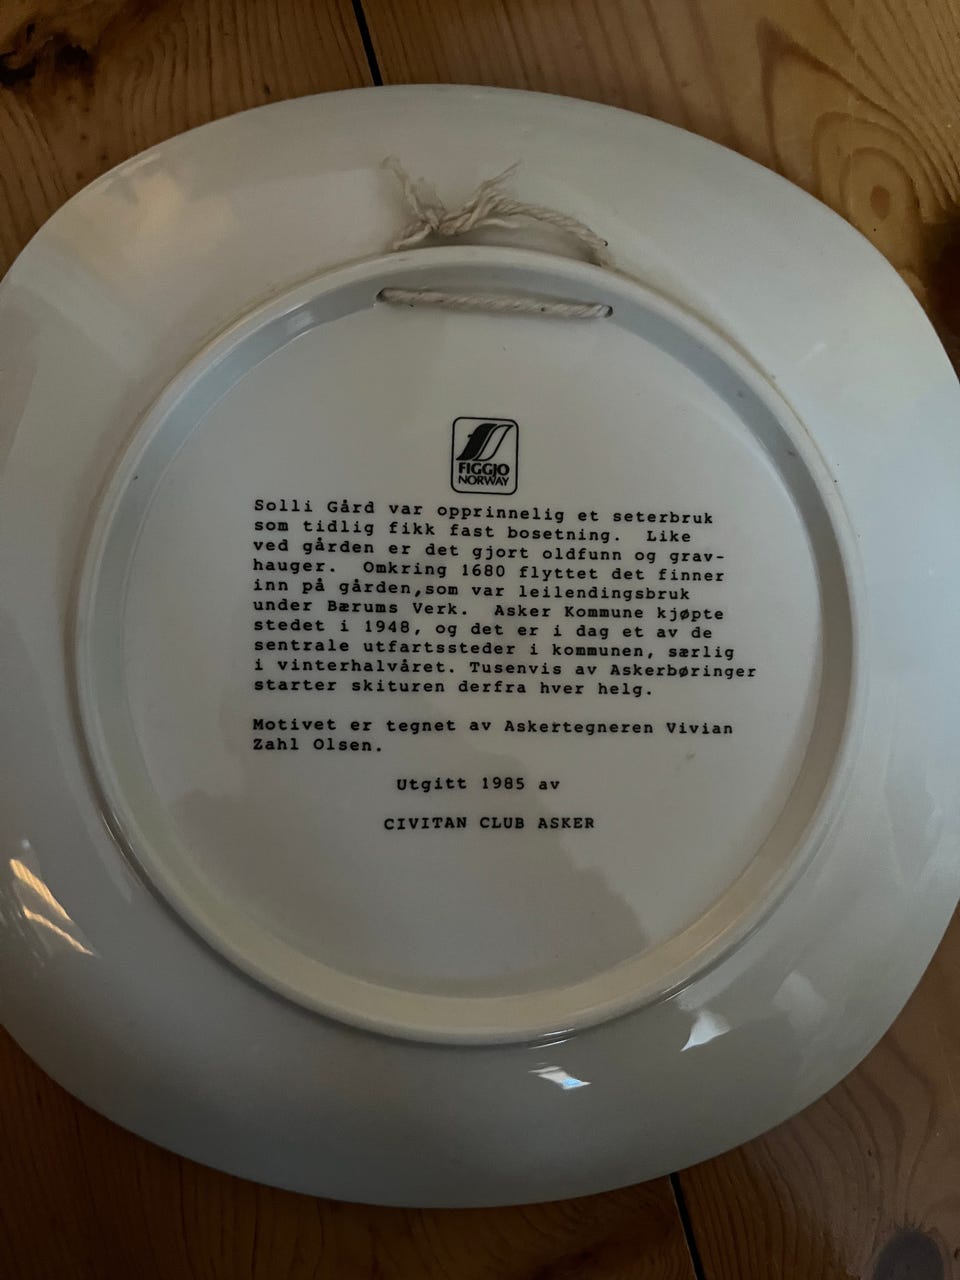 FIGGJO
NORWAY
Solli Gård var opprinnelig et seterbruk
som tidlig fikk fast bosetning. Like
ved gården er det gjort oldfunn og grav-
hauger. Omkring 1680 flyttet det finner
inn på gården,som var leilendingsbruk
under Bærums Verk. Asker Kommune kjøpte
stedet i 1948, og det er i dag et av de
sentrale utfartssteder i kommunen, særlig
i vinterhalvåret. Tusenvis av Askerbøringer
starter skituren derfra hver helg.
Motivet er tegnet av Askertegneren Vivian
Zahl Olsen.
Utgitt 1985 av
CIVITAN CLUB ASKER